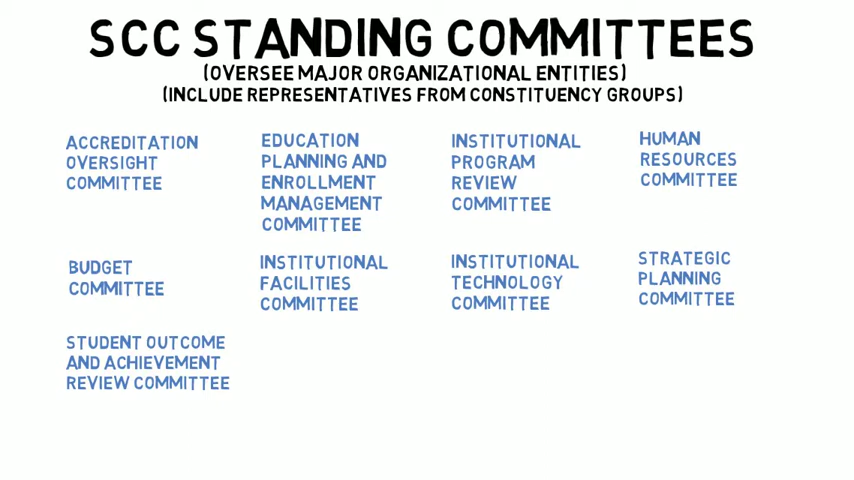 SCC STANDING COMMITTEES
(OVERSEE MAJOR ORGANIZATIONAL ENTITIES)
(INCLUDE REPRESENTATIVES FROM CONSTITUENCY GROUPS)
ACCREDITATION
OVERSIGHT
COMMITTEE
EDUCATION
PLANNING AND
ENROLLMENT
MANAGEMENT
COMMITTEE
INSTITUTIONAL
PROGRAM
REVIEW
COMMITTEE
HUMAN
RESOURCES
COMMITTEE
BUDGET
COMMITTEE
INSTITUTIONAL
FACILITIES
COMMITTEE
INSTITUTIONAL
TECHNOLOGY
COMMITTEE
STRATEGIC
PLANNING
COMMITTEE
STUDENT OUTCOME
AND ACHIEVEMENT
REVIEW COMMITTEE